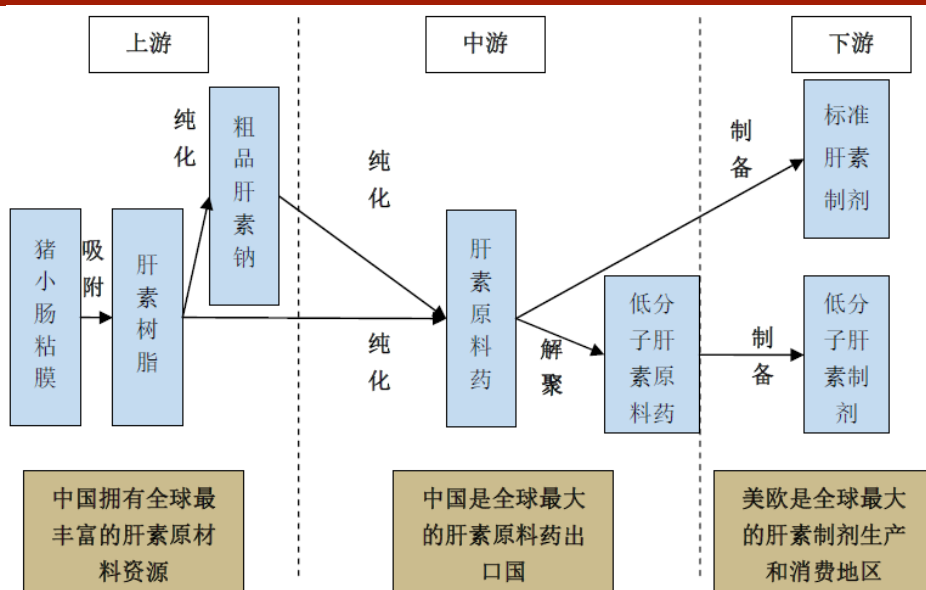 上游
中游
下游
猪小肠粘膜
吸附
肝素树脂
纯化
粗品肝素钠
纯化
纯化
肝素原料药
解聚
低分
子肝
素原
料药
制备
标准
肝素
制剂
制备
低分
子肝
素制
剂
中国拥有全球最
丰富的肝素原材
料资源
中国是全球最大
的肝素原料药出
口国
美欧是全球最大
的肝素制剂生产
和消费地区